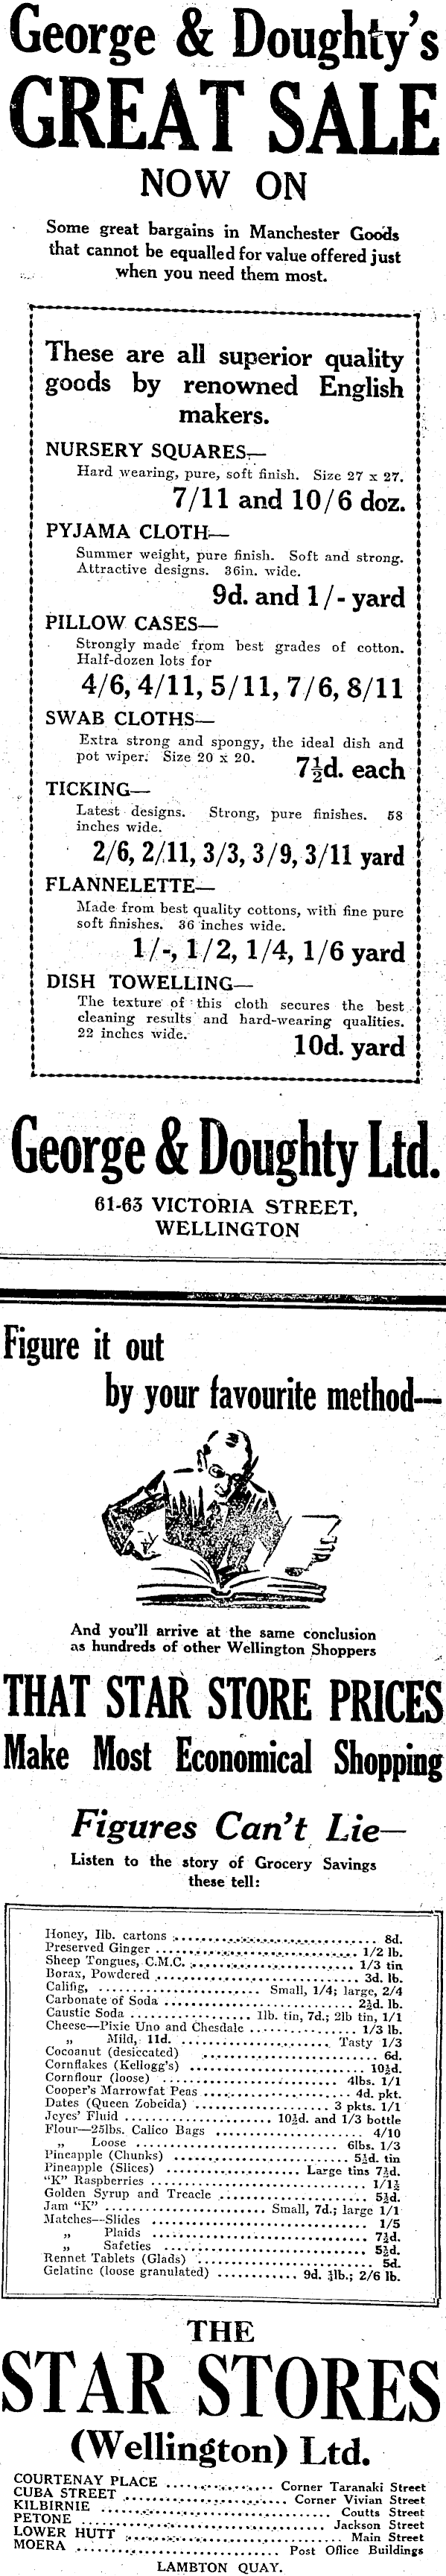 George & Doughty's
GREAT SALE
NOW ON
Some great bargains in Manchester Goods
that cannot be equalled for value offered just
when you need them most.
These are all superior quality
goods by renowned English
makers.
NURSERY SQUARES—
Hard wearing, pure, soft finish. Size 27 x 27.
7/11 and 10/6 doz.
PYJAMA CLOTH—
Summer weight, pure finish. Soft and strong.
Attractive designs. 36in. wide.
9d. and 1/- yard
PILLOW CASES—
Strongly made from best grades of cotton.
Half-dozen lots for
4/6, 4/11, 5/11, 7/6, 8/11
SWAB CLOTHS—
Extra strong and spongy, the ideal dish and
pot wiper. Size 20 x 20.
7½d. each
TICKING—
Latest designs. Strong, pure finishes. 58
inches wide.
2/6, 2/11, 3/3, 3/9, 3/11 yard
FLANNELETTE—
Made from best quality cottons, with fine pure
soft finishes. 36 inches wide.
1/-, 1/2, 1/4, 1/6 yard
DISH TOWELLING—
The texture of this cloth secures the best
cleaning results and hard-wearing qualities.
22 inches wide.
10d. yard
George & Doughty Ltd.
61-63 VICTORIA STREET,
WELLINGTON
Figure it out
by your favourite method—
And you'll arrive at the same conclusion
as hundreds of other Wellington Shoppers
THAT STAR STORE PRICES
Make Most Economical Shopping
Figures Can't Lie—
Listen to the story of Grocery Savings
these tell:
Honey, 1lb. cartons ........ 8d.
Preserved Ginger ........ 1/2 lb.
Sheep Tongues, C.M.C. ........ 1/3 tin
Borax, Powdered ........ 3d. lb.
Califig, ........ Small, 1/4; large, 2/4
Carbonate of Soda ........ 2½d. lb.
Caustic Soda ........ 1lb. tin, 7d.; 2lb tin, 1/1
Cheese—Pixie Uno and Chesdale ........ 1/3 lb.
„ Mild, 11d. ........ Tasty 1/3
Cocoanut (desiccated) ........ 6d.
Cornflakes (Kellogg's) ........ 10½d.
Cornflour (loose) ........ 4lbs. 1/1
Cooper's Marrowfat Peas ........ 4d. pkt.
Dates (Queen Zobeida) ........ 3 pkts. 1/1
Jeyes' Fluid ........ 10½d. and 1/3 bottle
Flour—25lbs. Calico Bags ........ 4/10
„ Loose ........ 6lbs. 1/3
Pineapple (Chunks) ........ 5½d. tin
Pineapple (Slices) ........ Large tins 7½d.
"K" Raspberries ........ 1/1½
Golden Syrup and Treacle ........ 5½d.
Jam "K" ........ Small, 7d.; large 1/1
Matches—Slides ........ 1/5
„ Plaids ........ 7½d.
„ Safeties ........ 5½d.
Rennet Tablets (Glads) ........ 5d.
Gelatine (loose granulated) ........ 9d. ¼lb.; 2/6 lb.
THE
STAR STORES
(Wellington) Ltd.
COURTENAY PLACE ........ Corner Taranaki Street
CUBA STREET ........ Corner Vivian Street
KILBIRNIE ........ Coutts Street
PETONE ........ Jackson Street
LOWER HUTT ........ Main Street
MOERA ........ Post Office Buildings
LAMBTON QUAY.